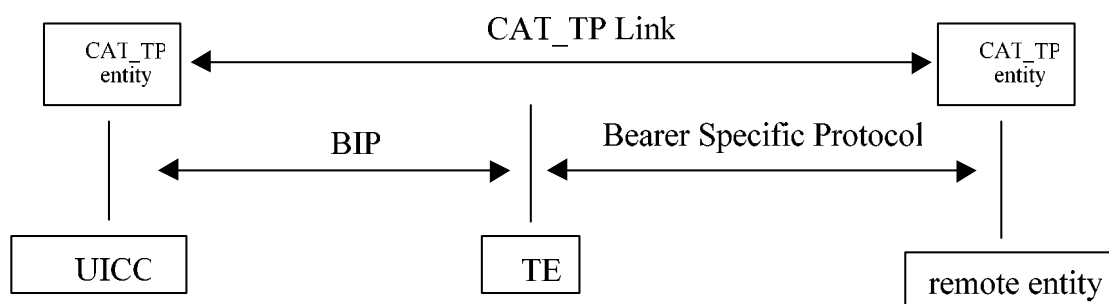 CAT_TP Link
CAT_TP
entity
CAT_TP
entity
BIP
Bearer Specific Protocol
UICC
TE
remote entity